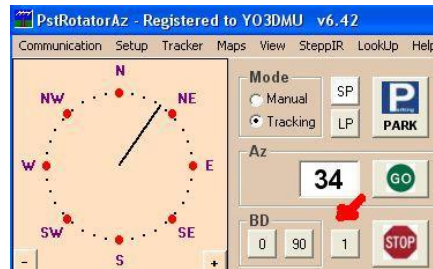 PstRotatorAz - Registered to YO3DMU v6.42
Communication Setup Tracker Maps View SteppIR LookUp Help
N
NW
NE
W
E
SW
SE
S
-
+
Mode
Manual
Tracking
SP
LP
P
PARK
Az
34
GO
BD
0
90
1
STOP